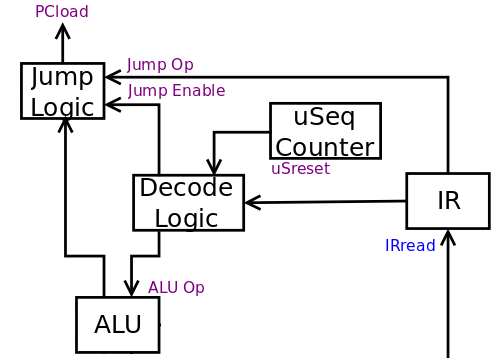 PCload
Jump Op
Jump
Logic
Jump Enable
uSeq
Counter
uSreset
Decode
Logic
IR
IRread
ALU Op
ALU